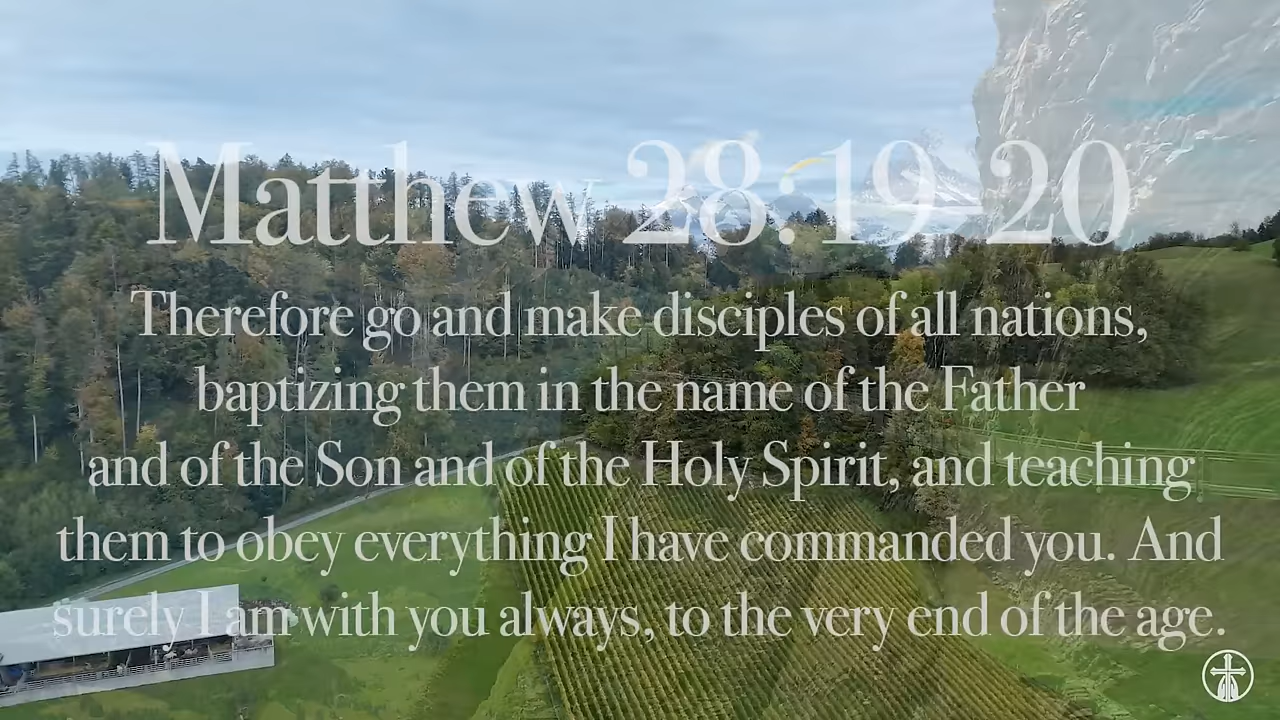 Matthew 28:19–20
Therefore go and make disciples of all nations,
baptizing them in the name of the Father
and of the Son and of the Holy Spirit, and teaching
them to obey everything I have commanded you. And
surely I am with you always, to the very end of the age.